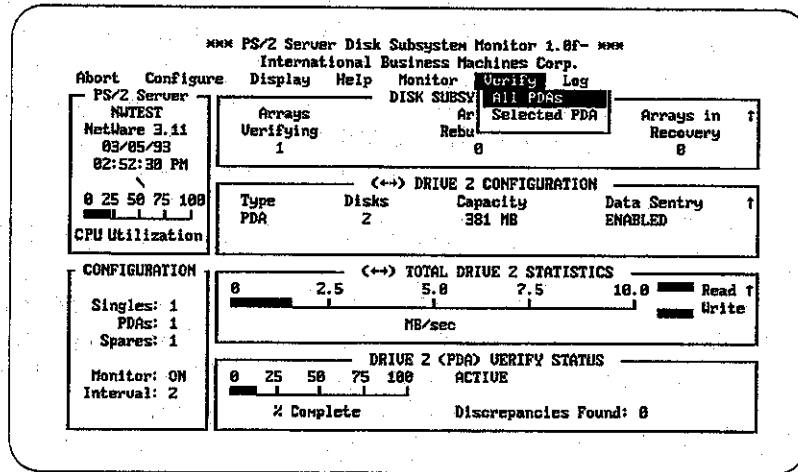 *** PS/2 Server Disk Subsystem Monitor 1.0f- ***
International Business Machines Corp.
Abort Configure Display Help Monitor Verify Log
All PDAs
Selected PDA
PS/2 Server
NWTEST
NetWare 3.11
03/05/93
02:52:30 PM
0 25 50 75 100
CPU Utilization
DISK SUBSY
Arrays Verifying
1
Ar
Rebu
0
Arrays in Recovery
0
(↔) DRIVE 2 CONFIGURATION
Type Disks Capacity Data Sentry
PDA 2 381 MB ENABLED
CONFIGURATION
Singles: 1
PDAs: 1
Spares: 1
Monitor: ON
Interval: 2
(↔) TOTAL DRIVE 2 STATISTICS
0 2.5 5.0 7.5 10.0
Read
Write
MB/sec
DRIVE 2 (PDA) VERIFY STATUS
0 25 50 75 100 ACTIVE
% Complete Discrepancies Found: 0